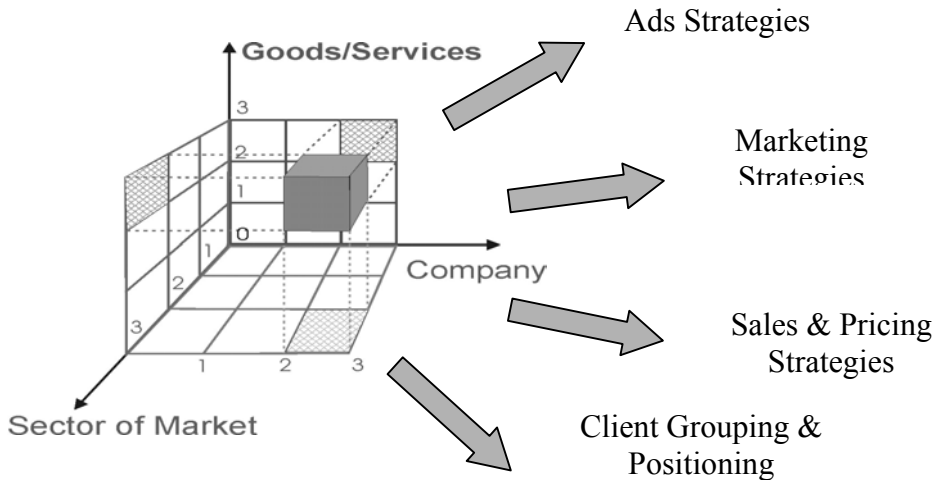 Ads Strategies
Goods/Services
3
2
1
0
Marketing
Strategies
Company
1
2
3
1
2
3
Sector of Market
Sales & Pricing
Strategies
Client Grouping &
Positioning